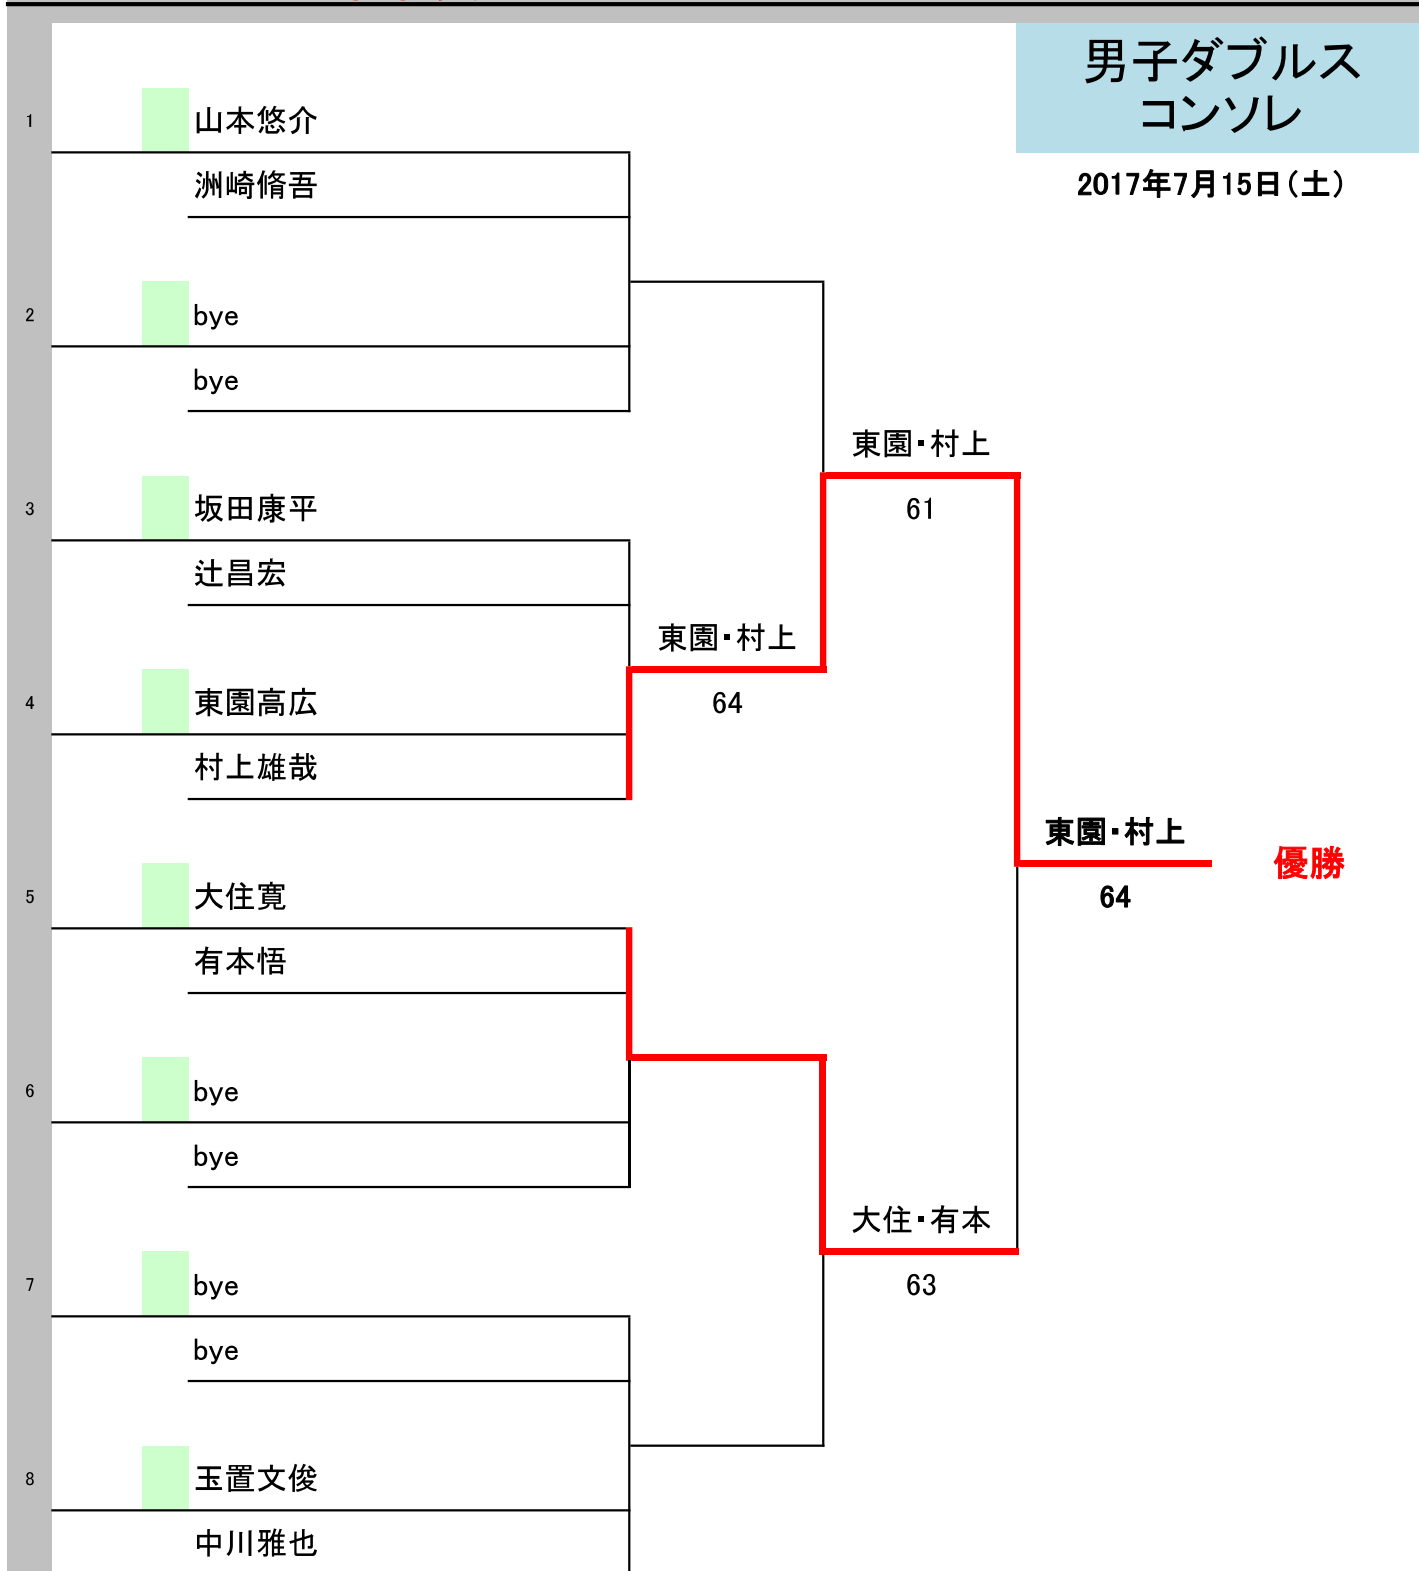 男子ダブルス
コンソレ
2017年7月15日(土)
1 山本悠介
洲崎脩吾
2 bye
bye
東園・村上
3 坂田康平
61
辻昌宏
東園・村上
4 東園高広
64
村上雄哉
東園・村上
優勝
5 大住寛
64
有本悟
6 bye
bye
大住・有本
7 bye
63
bye
8 玉置文俊
中川雅也